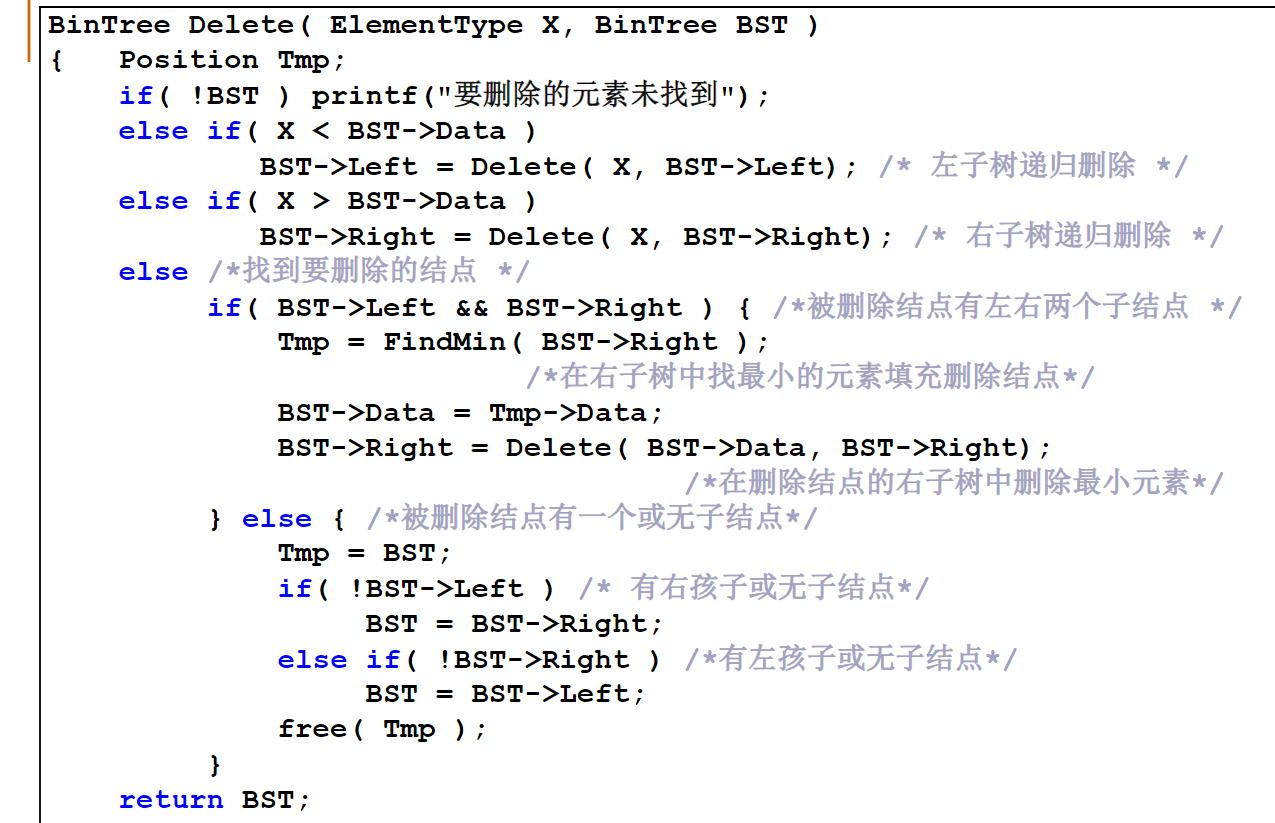 BinTree Delete( ElementType X, BinTree BST )
{ Position Tmp;
if( !BST ) printf("要删除的元素未找到");
else if( X < BST->Data )
BST->Left = Delete( X, BST->Left); /* 左子树递归删除 */
else if( X > BST->Data )
BST->Right = Delete( X, BST->Right); /* 右子树递归删除 */
else /*找到要删除的结点 */
if( BST->Left && BST->Right ) { /*被删除结点有左右两个子结点 */
Tmp = FindMin( BST->Right );
/*在右子树中找最小的元素填充删除结点*/
BST->Data = Tmp->Data;
BST->Right = Delete( BST->Data, BST->Right);
/*在删除结点的右子树中删除最小元素*/
} else { /*被删除结点有一个或无子结点*/
Tmp = BST;
if( !BST->Left ) /* 有右孩子或无子结点*/
BST = BST->Right;
else if( !BST->Right ) /*有左孩子或无子结点*/
BST = BST->Left;
free( Tmp );
}
return BST;